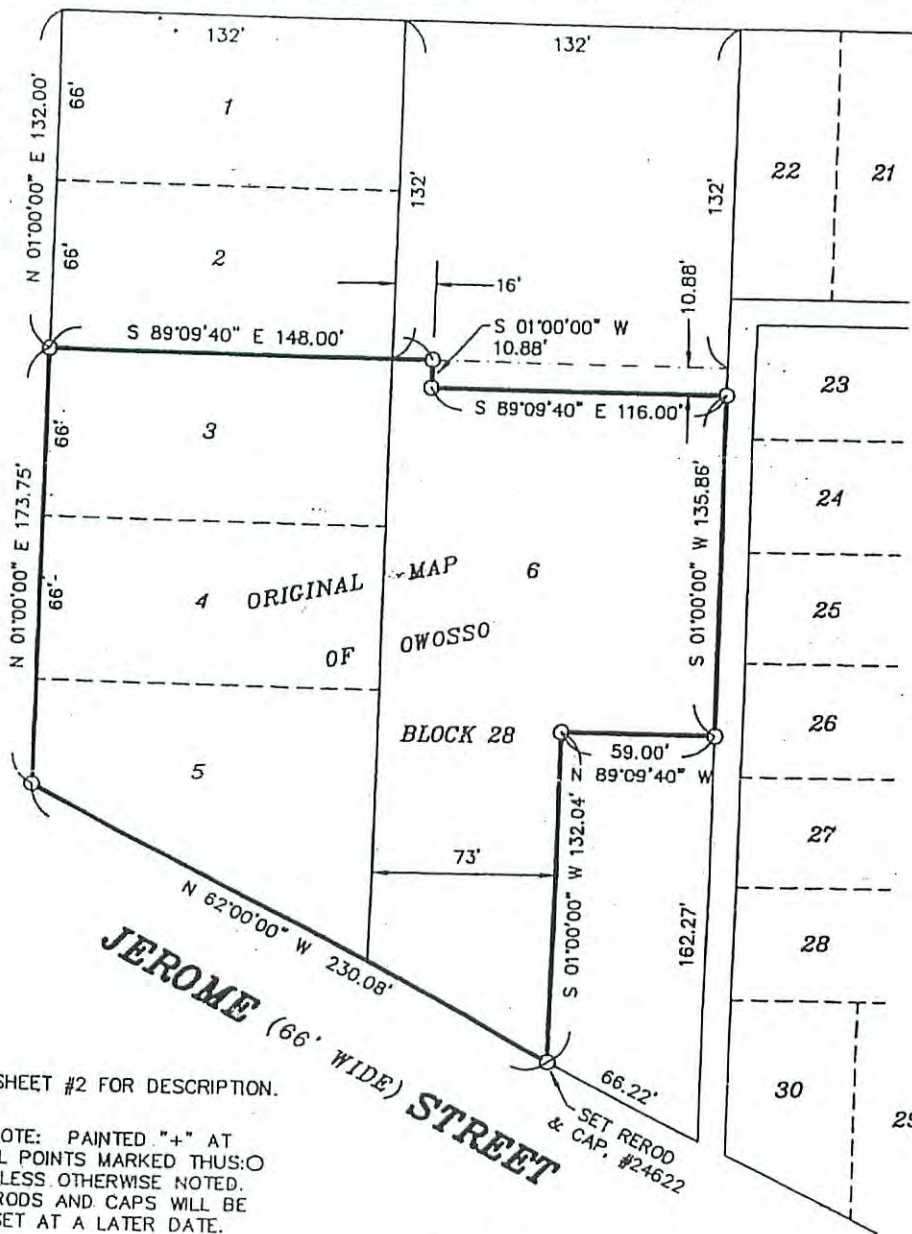 132'
132'
N 01°00'00" E 132.00'
66'
1
132'
132'
22
21
66'
2
16'
10.88'
S 01°00'00" W
10.88'
S 89°09'40" E 148.00'
S 89°09'40" E 116.00'
23
66'
3
24
N 01°00'00" E 173.75'
S 01°00'00" W 135.86'
66'
4
ORIGINAL MAP
6
25
OF OWOSSO
26
BLOCK 28
59.00'
N 89°09'40" W
5
27
73'
S 01°00'00" W 132.04'
162.27'
28
N 62°00'00" W 230.08'
JEROME (66' WIDE) STREET
66.22'
30
SET REROD
& CAP, #24622
SHEET #2 FOR DESCRIPTION.
OTE: PAINTED "+" AT
L POINTS MARKED THUS:O
LESS OTHERWISE NOTED.
RODS AND CAPS WILL BE
SET AT A LATER DATE.